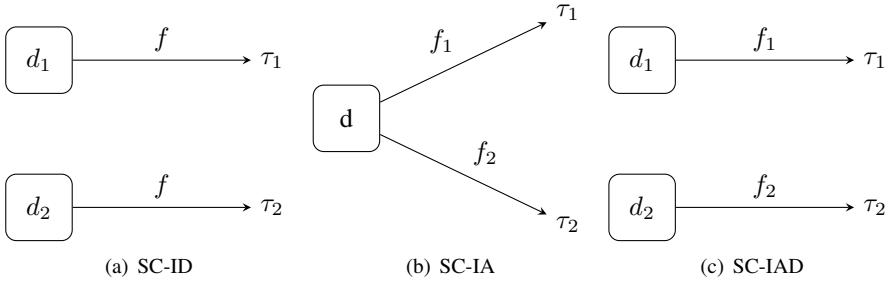 d₁ f τ₁
d₂ f τ₂
(a) SC-ID
d
f₁ τ₁
f₂ τ₂
(b) SC-IA
d₁ f₁ τ₁
d₂ f₂ τ₂
(c) SC-IAD